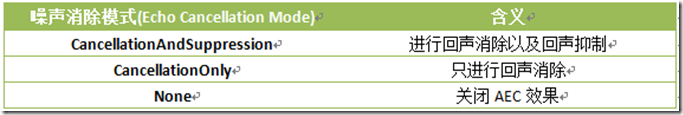 噪声消除模式(Echo Cancellation Mode) 含义
CancellationAndSuppression 进行回声消除以及回声抑制
CancellationOnly 只进行回声消除
None 关闭 AEC 效果